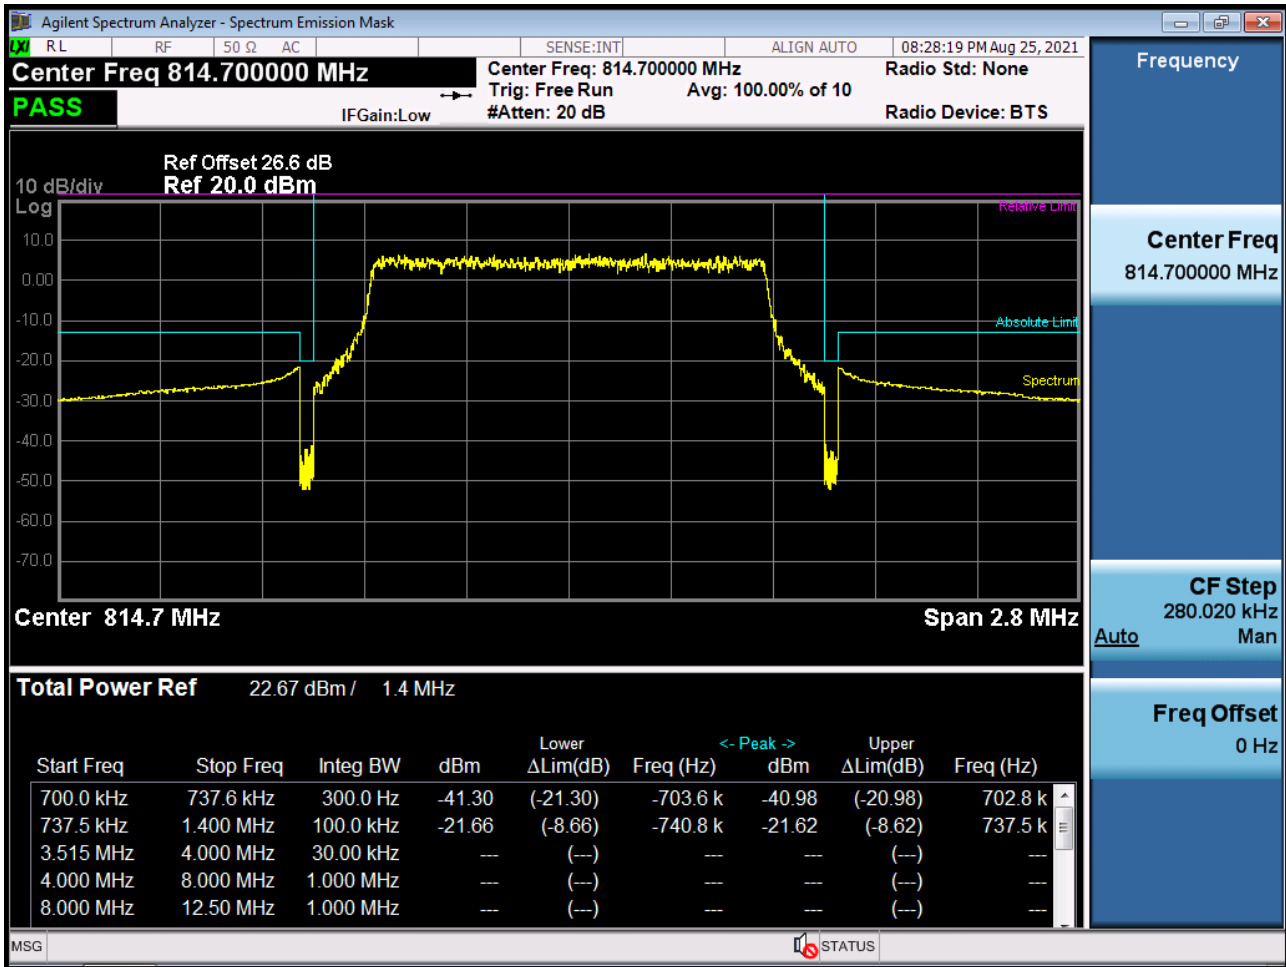 Agilent Spectrum Analyzer - Spectrum Emission Mask
LXI RL RF 50 Ω AC SENSE:INT ALIGN AUTO 08:28:19 PM Aug 25, 2021
Center Freq 814.700000 MHz
Center Freq: 814.700000 MHz
Radio Std: None
Trig: Free Run Avg: 100.00% of 10
PASS
IFGain:Low
#Atten: 20 dB
Radio Device: BTS
Ref Offset 26.6 dB
10 dB/div Ref 20.0 dBm
Log
Relative Limit
10.0
0.00
-10.0
Absolute Limit
-20.0
Spectrum
-30.0
-40.0
-50.0
-60.0
-70.0
Center 814.7 MHz
Span 2.8 MHz
Total Power Ref 22.67 dBm / 1.4 MHz
Lower <- Peak -> Upper
Start Freq Stop Freq Integ BW dBm ΔLim(dB) Freq (Hz) dBm ΔLim(dB) Freq (Hz)
700.0 kHz 737.6 kHz 300.0 Hz -41.30 (-21.30) -703.6 k -40.98 (-20.98) 702.8 k
737.5 kHz 1.400 MHz 100.0 kHz -21.66 (-8.66) -740.8 k -21.62 (-8.62) 737.5 k
3.515 MHz 4.000 MHz 30.00 kHz --- (---) --- --- (---) ---
4.000 MHz 8.000 MHz 1.000 MHz --- (---) --- --- (---) ---
8.000 MHz 12.50 MHz 1.000 MHz --- (---) --- --- (---) ---
MSG
STATUS
Frequency
Center Freq
814.700000 MHz
CF Step
280.020 kHz
Auto Man
Freq Offset
0 Hz